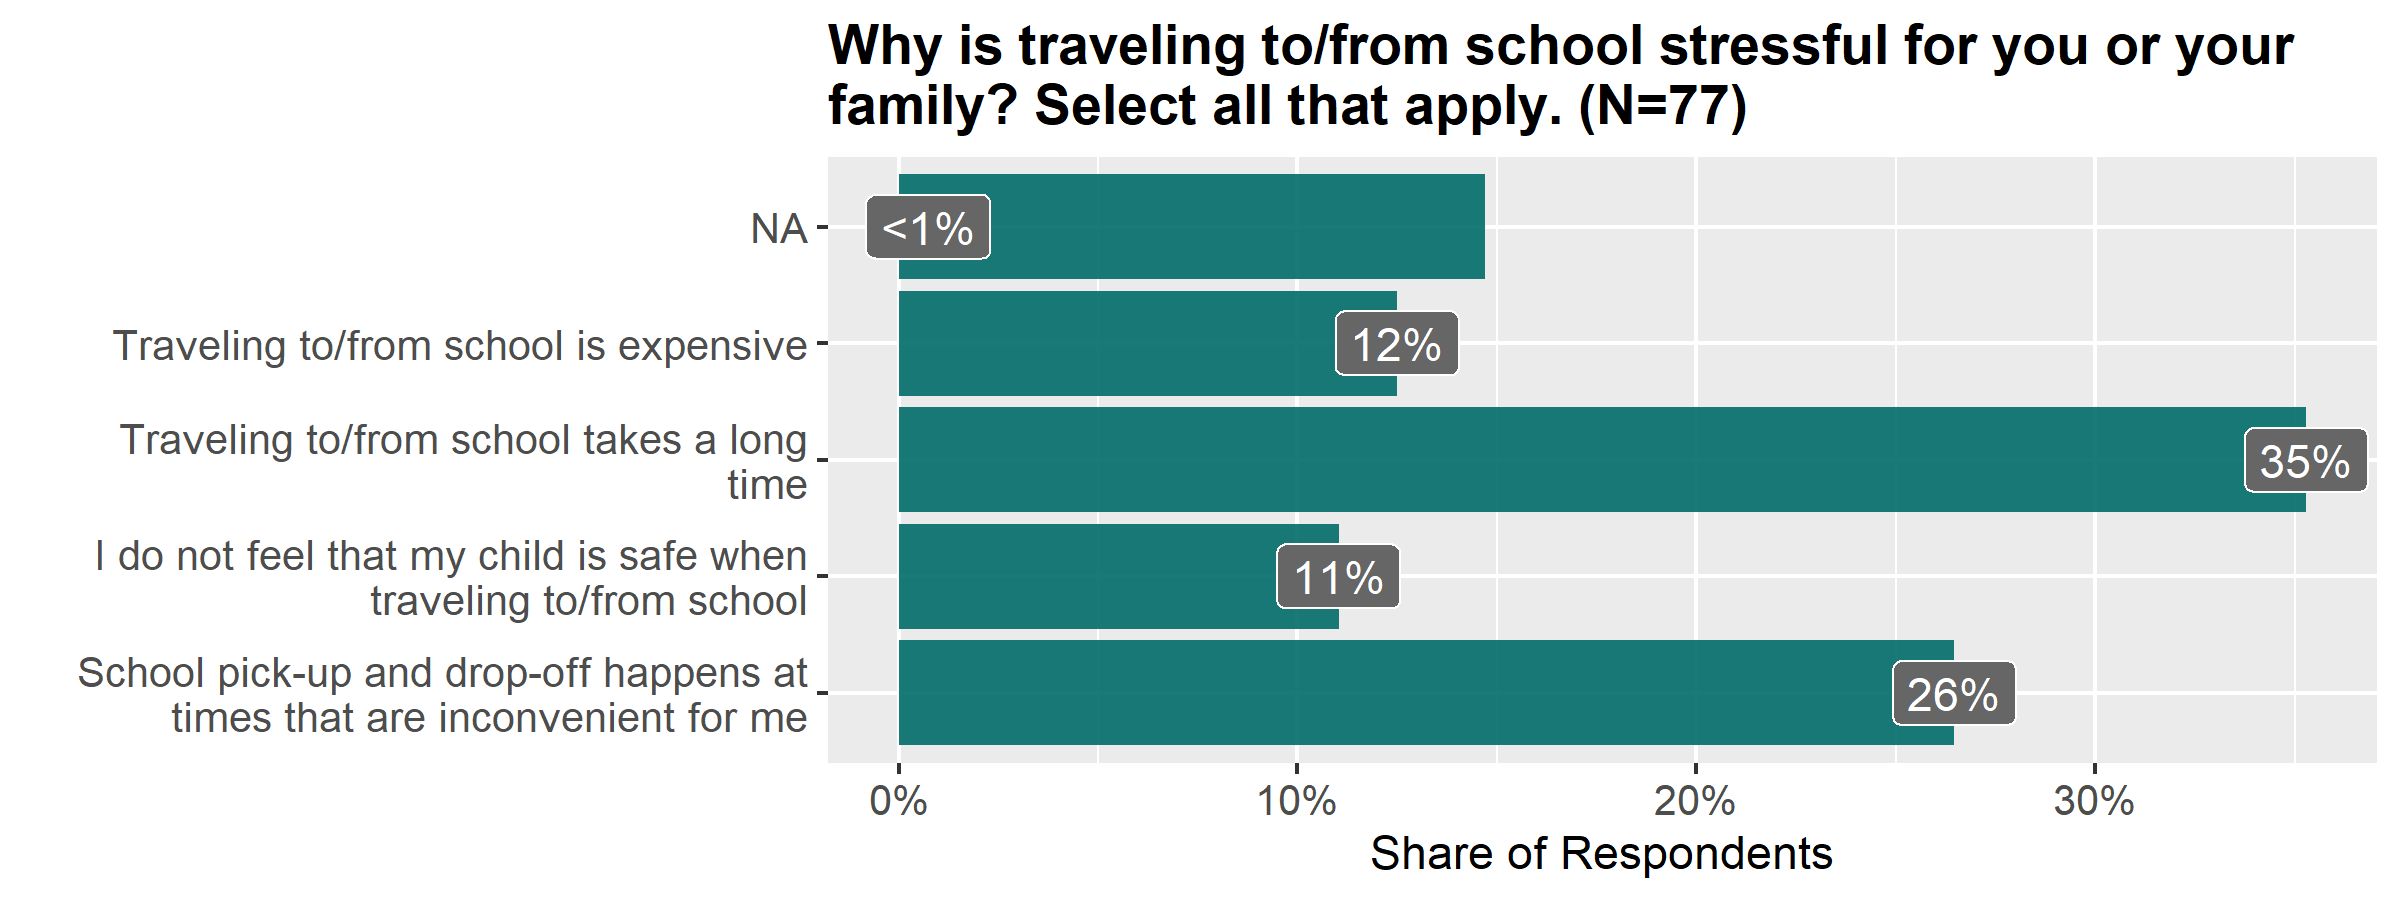 Why is traveling to/from school stressful for you or your
family? Select all that apply. (N=77)
NA
<1%
Traveling to/from school is expensive
12%
Traveling to/from school takes a long
time
35%
I do not feel that my child is safe when
traveling to/from school
11%
School pick-up and drop-off happens at
times that are inconvenient for me
26%
0% 10% 20% 30%
Share of Respondents